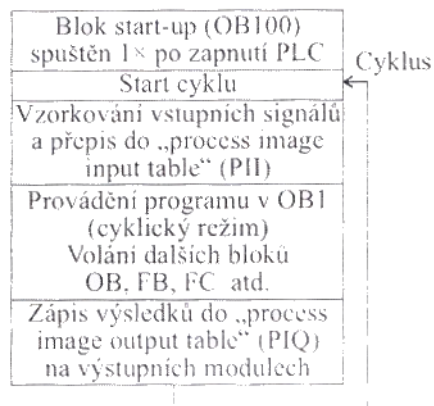 Blok start-up (OB100)
spuštěn 1× po zapnutí PLC
Cyklus
Start cyklu
Vzorkování vstupních signálů
a přepis do „process image
input table“ (PII)
Provádění programu v OB1
(cyklický režim)
Volání dalších bloků
OB, FB, FC atd.
Zápis výsledků do „process
image output table“ (PIQ)
na výstupních modulech